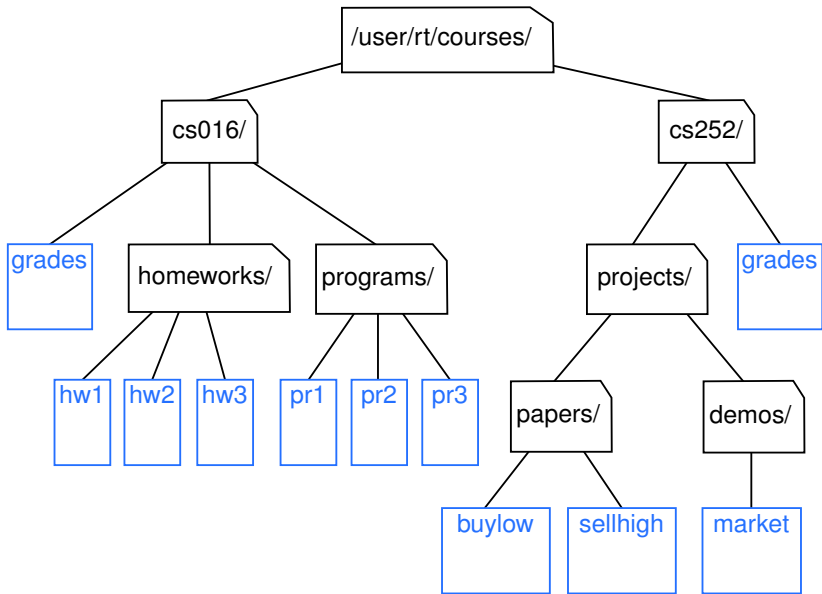 /user/rt/courses/
cs016/
cs252/
grades
homeworks/
programs/
projects/
grades
hw1
hw2
hw3
pr1
pr2
pr3
papers/
demos/
buylow
sellhigh
market